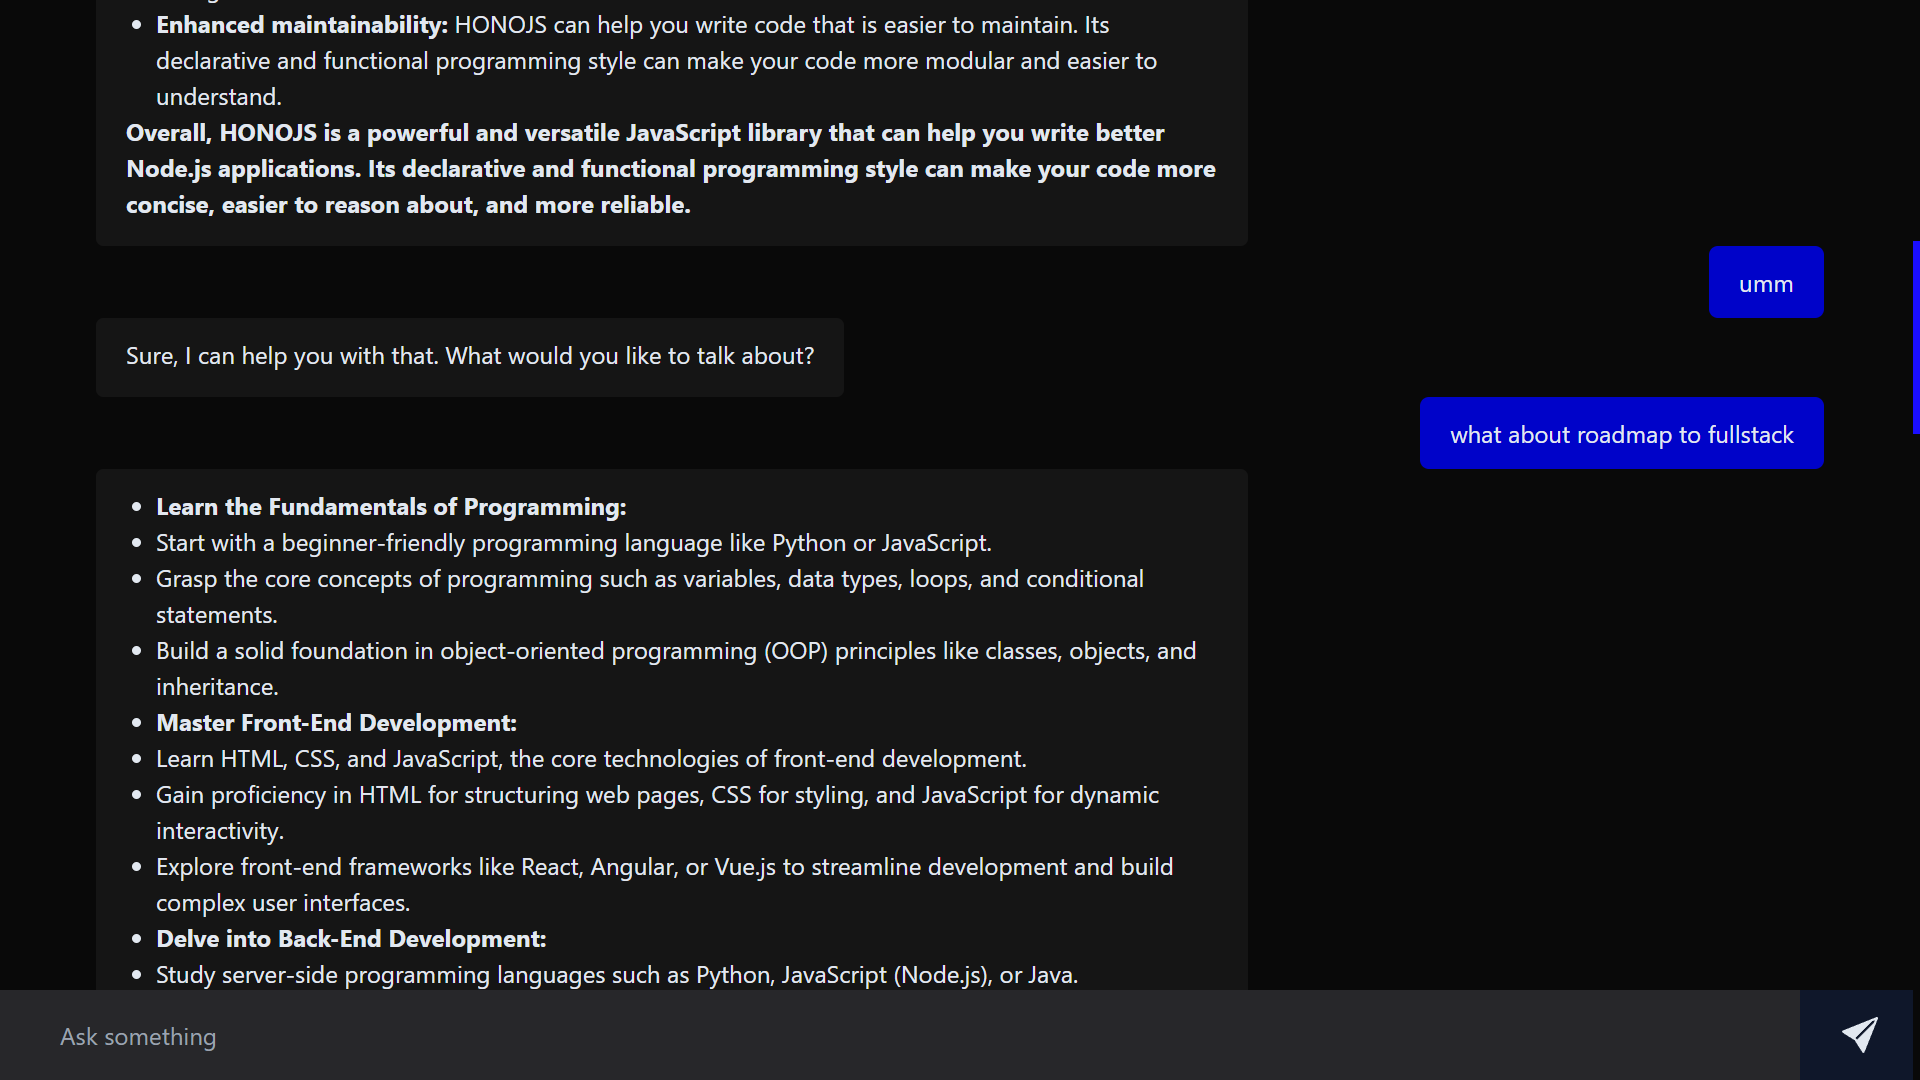 Enhanced maintainability: HONOJS can help you write code that is easier to maintain. Its
declarative and functional programming style can make your code more modular and easier to
understand.
Overall, HONOJS is a powerful and versatile JavaScript library that can help you write better
Node.js applications. Its declarative and functional programming style can make your code more
concise, easier to reason about, and more reliable.
umm
Sure, I can help you with that. What would you like to talk about?
what about roadmap to fullstack
Learn the Fundamentals of Programming:
Start with a beginner-friendly programming language like Python or JavaScript.
Grasp the core concepts of programming such as variables, data types, loops, and conditional
statements.
Build a solid foundation in object-oriented programming (OOP) principles like classes, objects, and
inheritance.
Master Front-End Development:
Learn HTML, CSS, and JavaScript, the core technologies of front-end development.
Gain proficiency in HTML for structuring web pages, CSS for styling, and JavaScript for dynamic
interactivity.
Explore front-end frameworks like React, Angular, or Vue.js to streamline development and build
complex user interfaces.
Delve into Back-End Development:
Study server-side programming languages such as Python, JavaScript (Node.js), or Java.
Ask something